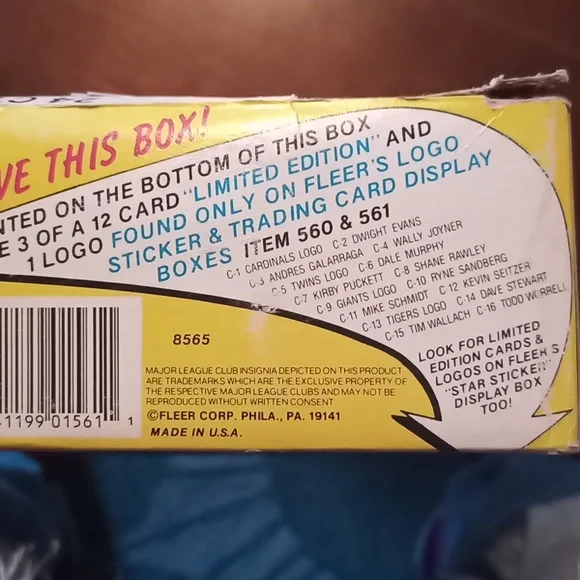 VE THIS BOX!
NTED ON THE BOTTOM OF THIS BOX
E 3 OF A 12 CARD "LIMITED EDITION" AND
1 LOGO FOUND ONLY ON FLEER'S LOGO
STICKER & TRADING CARD DISPLAY
BOXES ITEM 560 & 561
C-1 CARDINALS LOGO C-2 DWIGHT EVANS
C-3 ANDRES GALARRAGA C-4 WALLY JOYNER
C-5 TWINS LOGO C-6 DALE MURPHY
C-7 KIRBY PUCKETT C-8 SHANE RAWLEY
C-9 GIANTS LOGO C-10 RYNE SANDBERG
C-11 MIKE SCHMIDT C-12 KEVIN SEITZER
C-13 TIGERS LOGO C-14 DAVE STEWART
C-15 TIM WALLACH C-16 TODD WORRELL
LOOK FOR LIMITED
EDITION CARDS &
LOGOS ON FLEER'S
"STAR STICKER"
DISPLAY BOX
TOO!
8565
MAJOR LEAGUE CLUB INSIGNIA DEPICTED ON THIS PRODUCT
ARE TRADEMARKS WHICH ARE THE EXCLUSIVE PROPERTY OF
THE RESPECTIVE MAJOR LEAGUE CLUBS AND MAY NOT BE
REPRODUCED WITHOUT WRITTEN CONSENT
©FLEER CORP. PHILA., PA. 19141
MADE IN U.S.A.
41199 01561 1